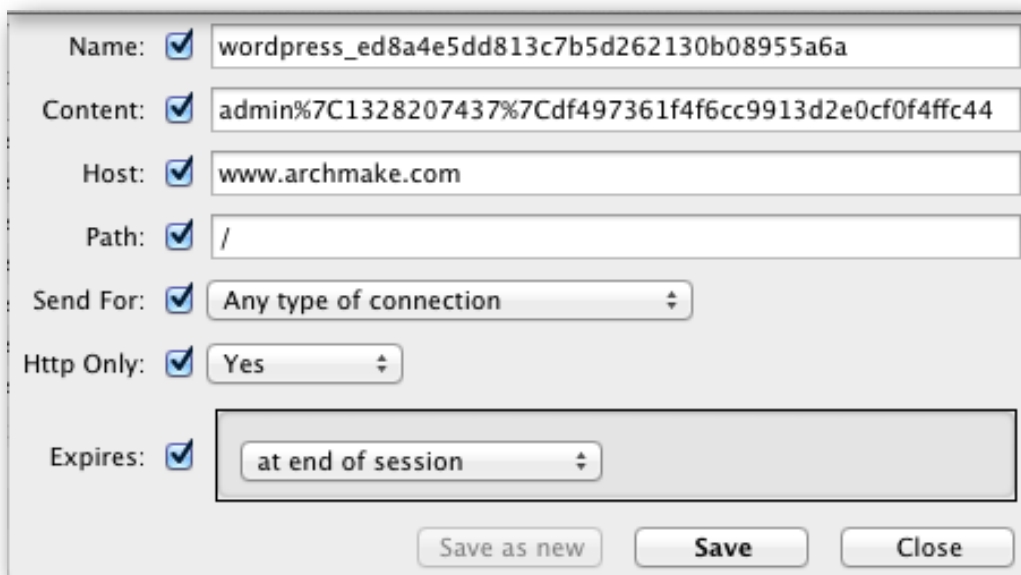 Name: wordpress_ed8a4e5dd813c7b5d262130b08955a6a
Content: admin%7C1328207437%7Cdf497361f4f6cc9913d2e0cf0f4ffc44
Host: www.archmake.com
Path: /
Send For: Any type of connection
Http Only: Yes
Expires: at end of session
Save as new Save Close